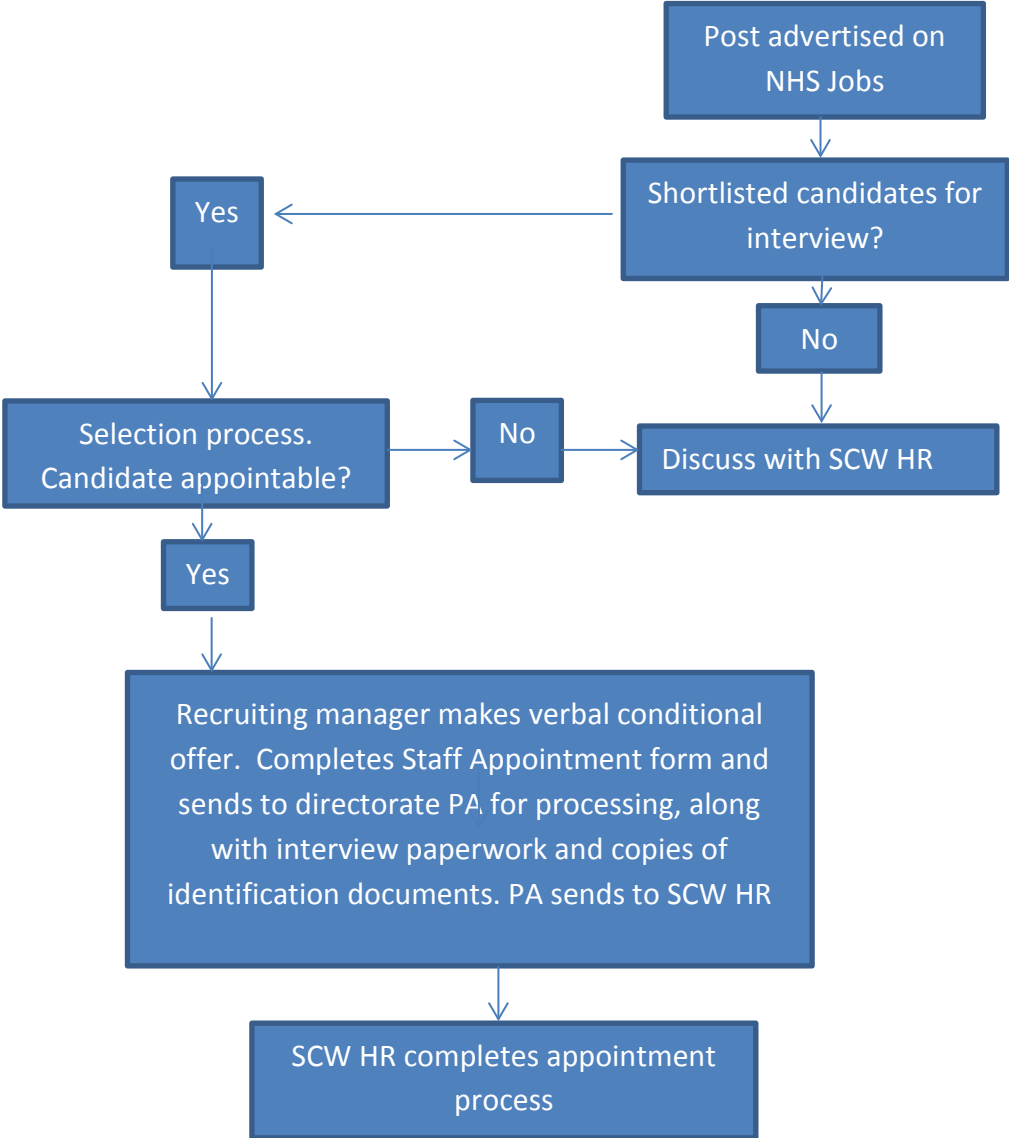 Post advertised on
NHS Jobs
Shortlisted candidates for
interview?
Yes
No
Selection process.
Candidate appointable?
No
Discuss with SCW HR
Yes
Recruiting manager makes verbal conditional
offer.  Completes Staff Appointment form and
sends to directorate PA for processing, along
with interview paperwork and copies of
identification documents. PA sends to SCW HR
SCW HR completes appointment
process